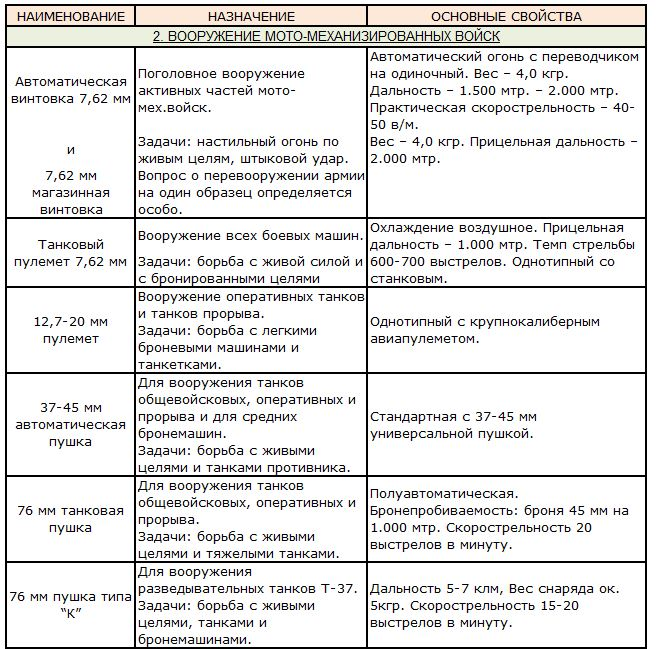 НАИМЕНОВАНИЕ НАЗНАЧЕНИЕ ОСНОВНЫЕ СВОЙСТВА
2. ВООРУЖЕНИЕ МОТО-МЕХАНИЗИРОВАННЫХ ВОЙСК
Автоматическая
винтовка 7,62 мм
и
7,62 мм
магазинная
винтовка
Поголовное вооружение
активных частей мото-
мех.войск.
Задачи: настильный огонь по
живым целям, штыковой удар.
Вопрос о перевооружении армии
на один образец определяется
особо.
Автоматический огонь с переводчиком
на одиночный. Вес – 4,0 кгр.
Дальность – 1.500 мтр. – 2.000 мтр.
Практическая скорострельность – 40-
50 в/м.
Вес – 4,0 кгр. Прицельная дальность –
2.000 мтр.
Танковый
пулемет 7,62 мм
Вооружение всех боевых машин.
Задачи: борьба с живой силой и
с бронированными целями
Охлаждение воздушное. Прицельная
дальность – 1.000 мтр. Темп стрельбы
600-700 выстрелов. Однотипный со
станковым.
12,7-20 мм
пулемет
Вооружение оперативных танков
и танков прорыва.
Задачи: борьба с легкими
броневыми машинами и
танкетками.
Однотипный с крупнокалиберным
авиапулеметом.
37-45 мм
автоматическая
пушка
Для вооружения танков
общевойсковых, оперативных и
прорыва и для средних
бронемашин.
Задачи: борьба с живыми
целями и танками противника.
Стандартная с 37-45 мм
универсальной пушкой.
76 мм танковая
пушка
Для вооружения танков
общевойсковых, оперативных и
прорыва.
Задачи: борьба с живыми
целями и тяжелыми танками.
Полуавтоматическая.
Бронепробиваемость: броня 45 мм на
1.000 мтр. Скорострельность 20
выстрелов в минуту.
76 мм пушка типа
“К”
Для вооружения
разведывательных танков Т-37.
Задачи: борьба с живыми
целями, танками и
бронемашинами.
Дальность 5-7 клм, Вес снаряда ок.
5кгр. Скорострельность 15-20
выстрелов в минуту.